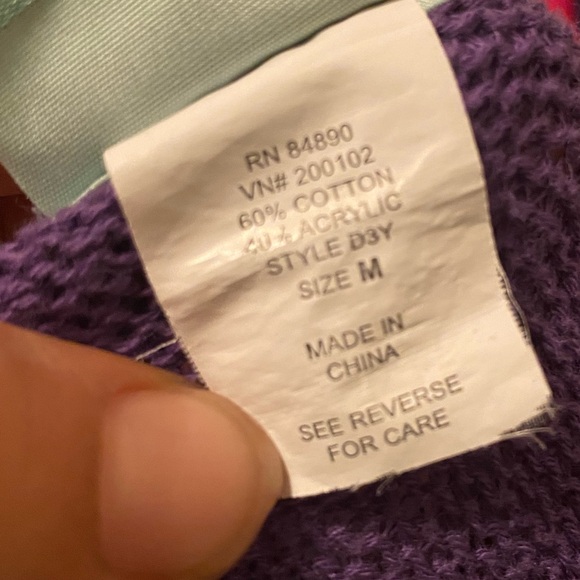 RN 84890
VN# 200102
60% COTTON
40% ACRYLIC
STYLE D3Y
SIZE M
MADE IN
CHINA
SEE REVERSE
FOR CARE